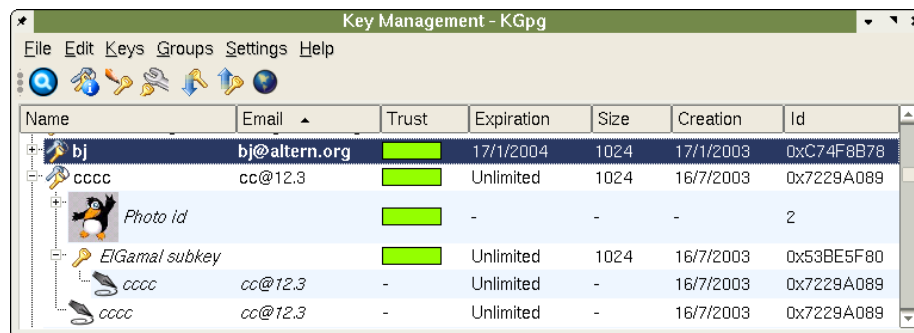 Key Management - KGpg
File Edit Keys Groups Settings Help
Name Email Trust Expiration Size Creation Id
bj bj@altern.org 17/1/2004 1024 17/1/2003 0xC74F8B78
cccc cc@12.3 Unlimited 1024 16/7/2003 0x7229A089
Photo id - - - 2
ElGamal subkey Unlimited 1024 16/7/2003 0x53BE5F80
cccc cc@12.3 - Unlimited - 16/7/2003 0x7229A089
cccc cc@12.3 - Unlimited - 16/7/2003 0x7229A089